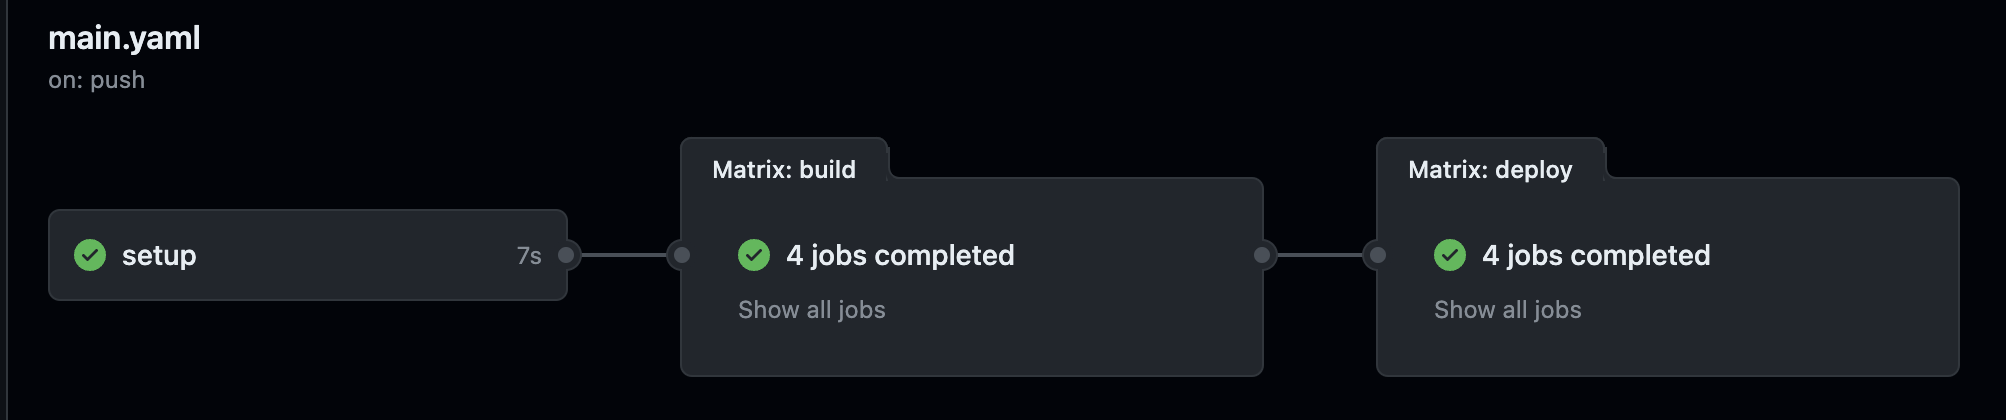 main.yaml
on: push
setup 7s
Matrix: build
4 jobs completed
Show all jobs
Matrix: deploy
4 jobs completed
Show all jobs